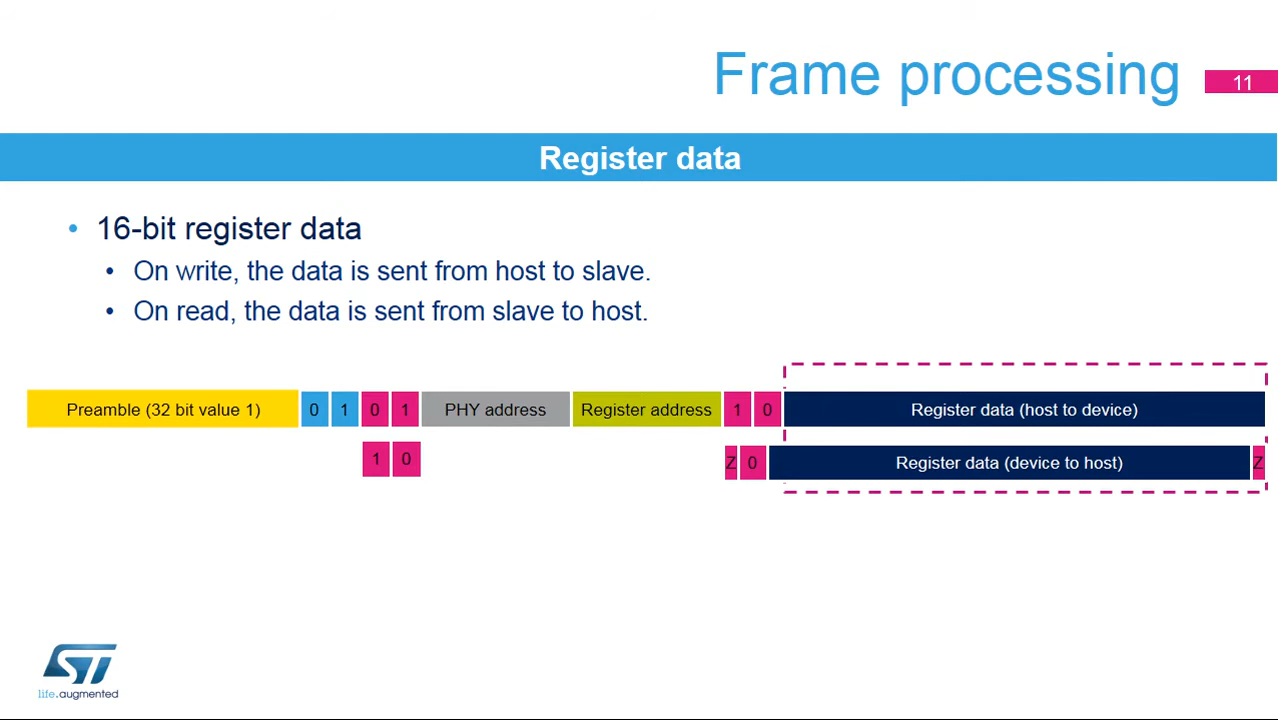 Frame processing
11
Register data
• 16-bit register data
• On write, the data is sent from host to slave.
• On read, the data is sent from slave to host.
Preamble (32 bit value 1) 0 1 0 1 PHY address Register address 1 0 Register data (host to device)
1 0 Z 0 Register data (device to host) Z
ST
life.augmented